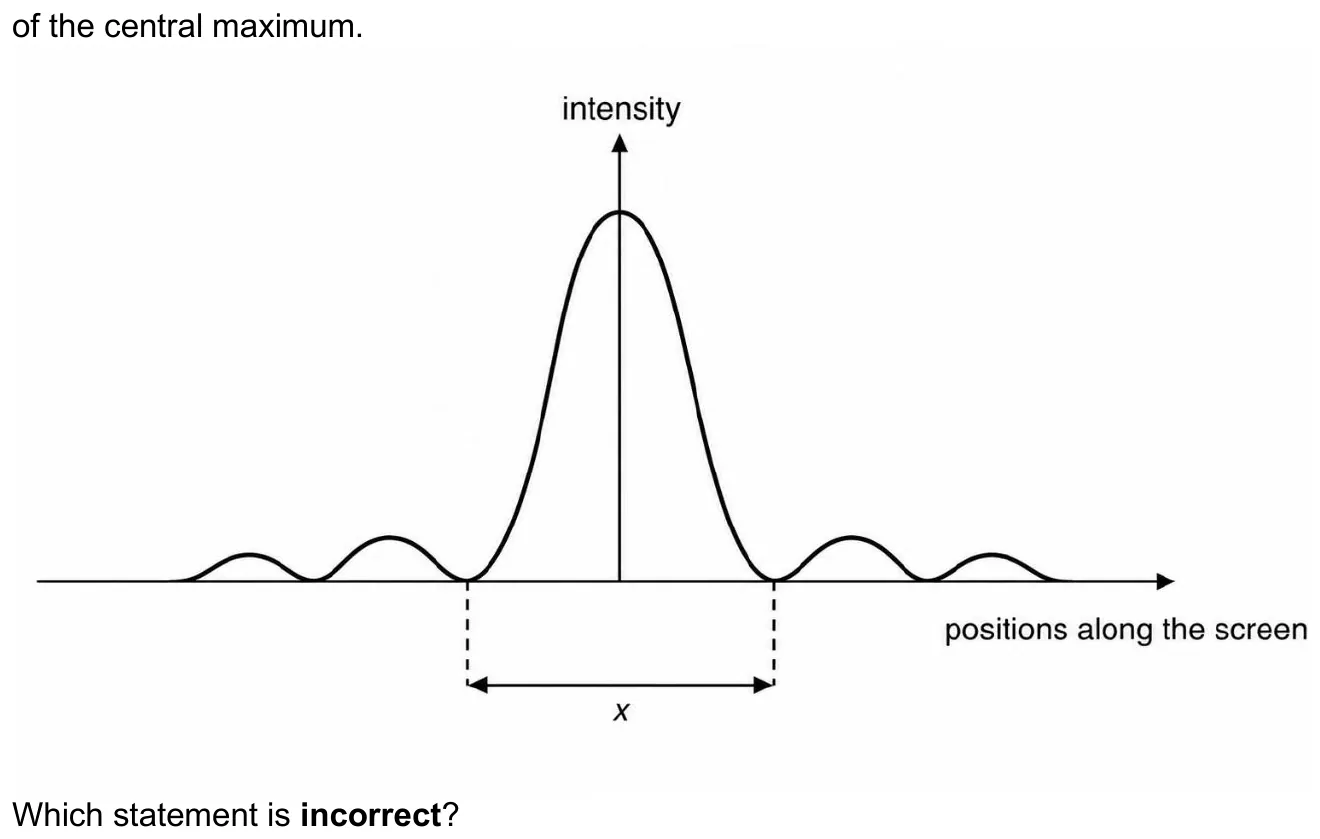 of the central maximum.
intensity
positions along the screen
x
Which statement is incorrect?